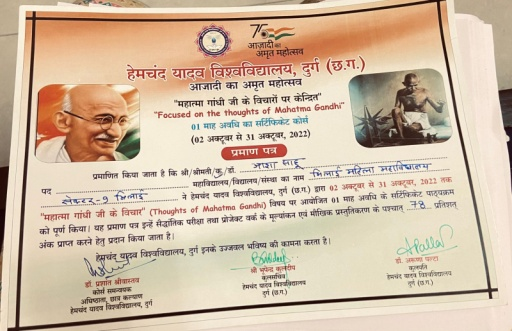 आज़ादी का
अमृत महोत्सव
हेमचंद यादव विश्वविद्यालय, दुर्ग (छ.ग.)
आजादी का अमृत महोत्सव
"महात्मा गांधी जी के विचारों पर केन्द्रित"
"Focused on the thoughts of Mahatma Gandhi"
01 माह अवधि का सर्टिफिकेट कोर्स
(02 अक्टूबर से 31 अक्टूबर, 2022)
प्रमाण पत्र
प्रमाणित किया जाता है कि श्री/श्रीमती/कु./डॉ. आशा साहू
पद महाविद्यालय/विद्यालय/संस्था का नाम भिलाई महिला महाविद्यालय
सेक्टर-9 भिलाई ने हेमचंद यादव विश्वविद्यालय, दुर्ग (छ.ग.) द्वारा 02 अक्टूबर से 31 अक्टूबर, 2022 तक
"महात्मा गांधी जी के विचार" (Thoughts of Mahatma Gandhi) विषय पर आयोजित 01 माह अवधि के सर्टिफिकेट पाठ्यक्रम
को पूर्ण किया। यह प्रमाण पत्र इन्हें सैद्धांतिक परीक्षा तथा प्रोजेक्ट वर्क के मूल्यांकन एवं मौखिक प्रस्तुतिकरण के पश्चात् 78 प्रतिशत
अंक प्राप्त करने हेतु प्रदान किया जाता है।
हेमचंद यादव विश्वविद्यालय, दुर्ग इनके उज्जवल भविष्य की कामना करता है।
डॉ. प्रशांत श्रीवास्तव
कोर्स समन्वयक
अधिष्ठाता, छात्र कल्याण
हेमचंद यादव विश्वविद्यालय, दुर्ग
श्री भूपेन्द्र कुलदीप
कुलसचिव
हेमचंद यादव विश्वविद्यालय,
दुर्ग (छ.ग.)
डॉ. अरूणा पल्टा
कुलपति
हेमचंद यादव विश्वविद्यालय,
दुर्ग (छ.ग.)